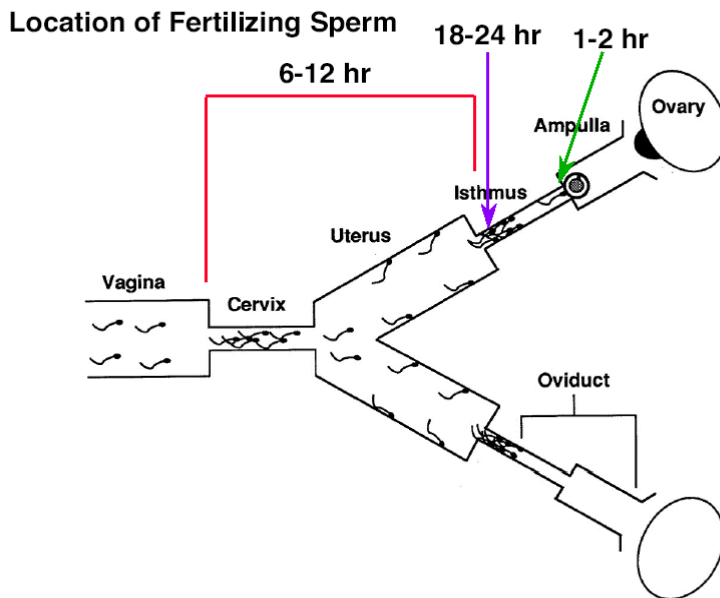 Location of Fertilizing Sperm
18-24 hr
1-2 hr
6-12 hr
Ovary
Ampulla
Isthmus
Uterus
Vagina
Cervix
Oviduct